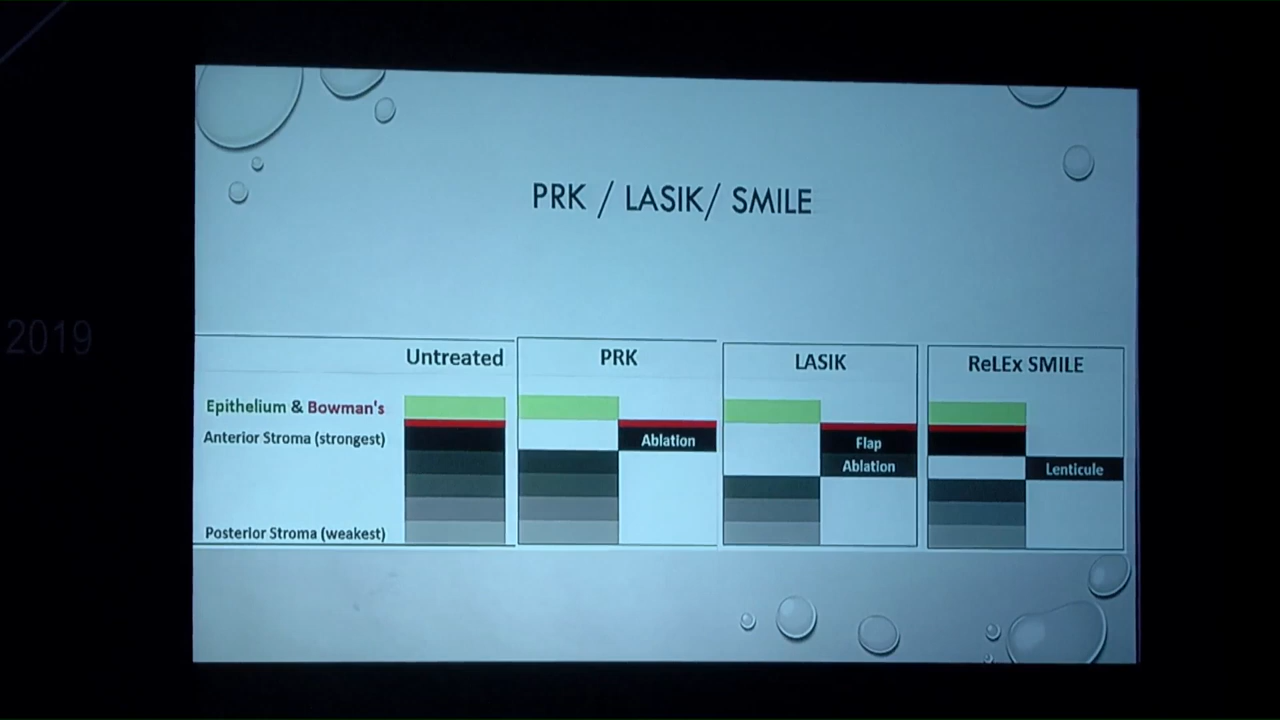 PRK / LASIK/ SMILE
2019
Untreated PRK LASIK ReLEx SMILE
Epithelium & Bowman's
Anterior Stroma (strongest) Ablation Flap
Ablation Lenticule
Posterior Stroma (weakest)